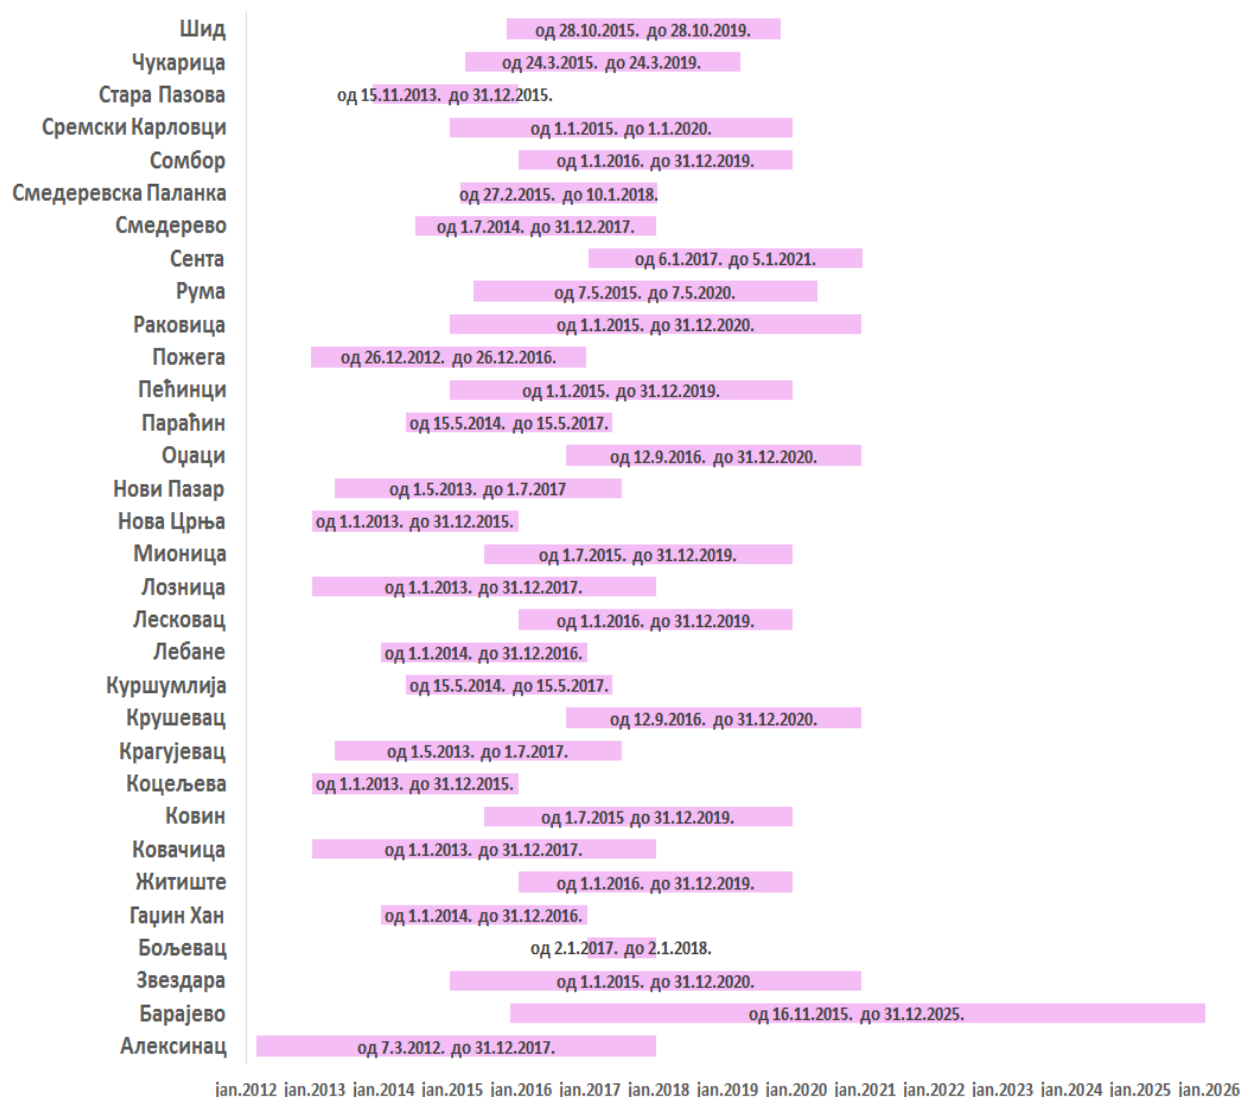 Шид од 28.10.2015. до 28.10.2019.
Чукарица од 24.3.2015. до 24.3.2019.
Стара Пазова од 15.11.2013. до 31.12.2015.
Сремски Карловци од 1.1.2015. до 1.1.2020.
Сомбор од 1.1.2016. до 31.12.2019.
Смедеревска Паланка од 27.2.2015. до 10.1.2018.
Смедерево од 1.7.2014. до 31.12.2017.
Сента од 6.1.2017. до 5.1.2021.
Рума од 7.5.2015. до 7.5.2020.
Раковица од 1.1.2015. до 31.12.2020.
Пожега од 26.12.2012. до 26.12.2016.
Пећинци од 1.1.2015. до 31.12.2019.
Параћин од 15.5.2014. до 15.5.2017.
Оџаци од 12.9.2016. до 31.12.2020.
Нови Пазар од 1.5.2013. до 1.7.2017
Нова Црња од 1.1.2013. до 31.12.2015.
Мионица од 1.7.2015. до 31.12.2019.
Лозница од 1.1.2013. до 31.12.2017.
Лесковац од 1.1.2016. до 31.12.2019.
Лебане од 1.1.2014. до 31.12.2016.
Куршумлија од 15.5.2014. до 15.5.2017.
Крушевац од 12.9.2016. до 31.12.2020.
Крагујевац од 1.5.2013. до 1.7.2017.
Коцељева од 1.1.2013. до 31.12.2015.
Ковин од 1.7.2015 до 31.12.2019.
Ковачица од 1.1.2013. до 31.12.2017.
Житиште од 1.1.2016. до 31.12.2019.
Гаџин Хан од 1.1.2014. до 31.12.2016.
Бољевац од 2.1.2017. до 2.1.2018.
Звездара од 1.1.2015. до 31.12.2020.
Барајево од 16.11.2015. до 31.12.2025.
Алексинац од 7.3.2012. до 31.12.2017.
jan.2012 jan.2013 jan.2014 jan.2015 jan.2016 jan.2017 jan.2018 jan.2019 jan.2020 jan.2021 jan.2022 jan.2023 jan.2024 jan.2025 jan.2026